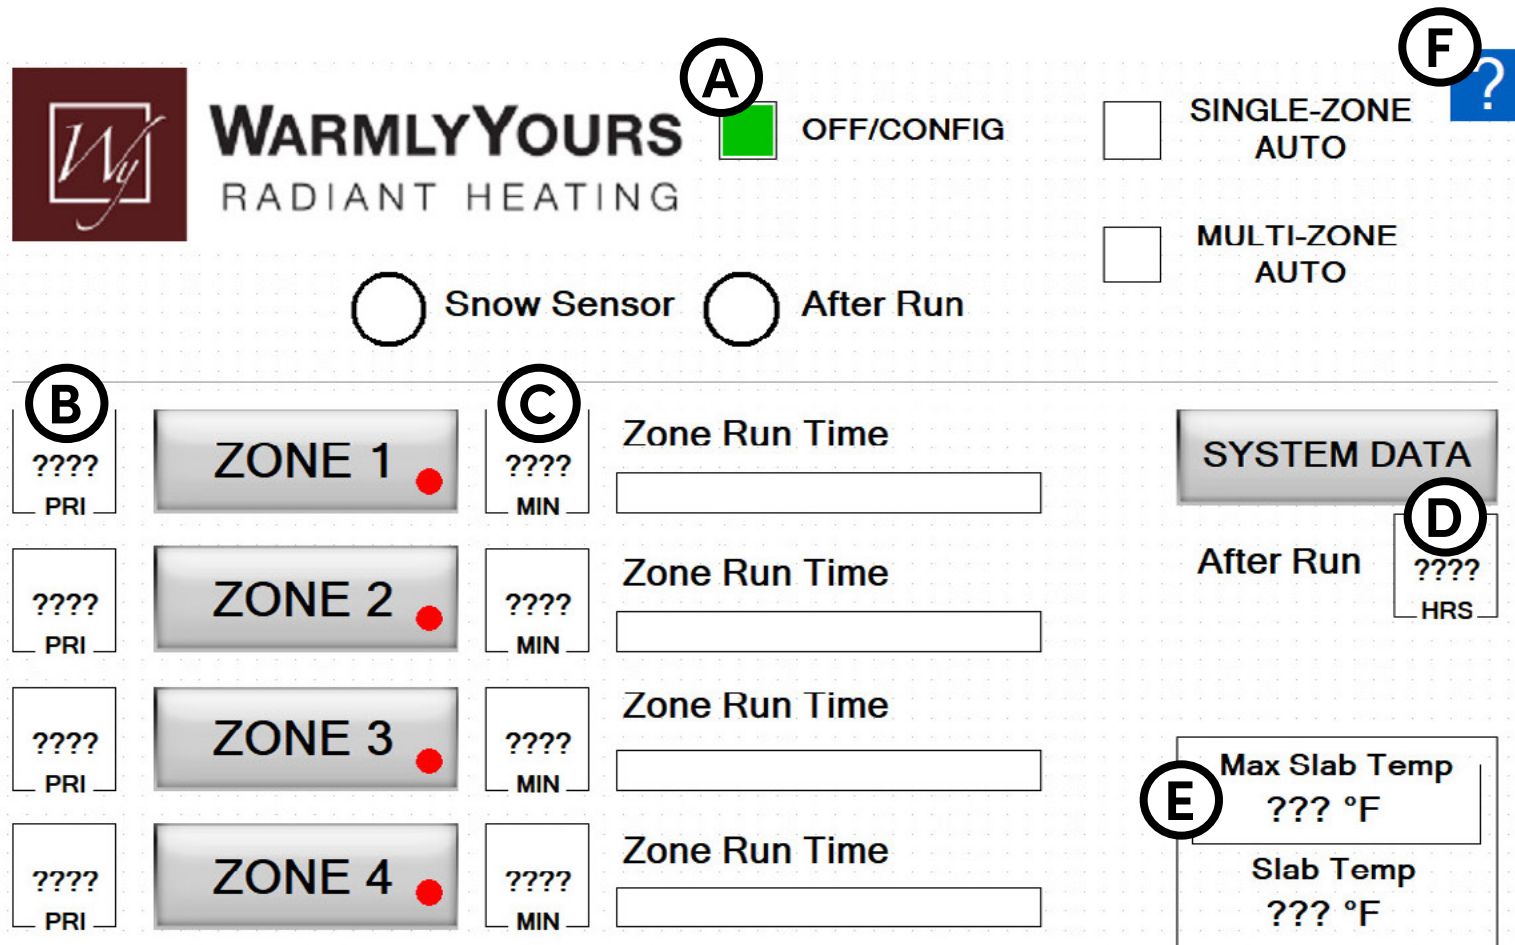 A
F
?
Wy
WARMLYYOURS
RADIANT HEATING
OFF/CONFIG
SINGLE-ZONE
AUTO
MULTI-ZONE
AUTO
Snow Sensor
After Run
B
C
????
PRI
ZONE 1
????
MIN
Zone Run Time
SYSTEM DATA
D
After Run
????
HRS
????
PRI
ZONE 2
????
MIN
Zone Run Time
????
PRI
ZONE 3
????
MIN
Zone Run Time
E
Max Slab Temp
??? °F
????
PRI
ZONE 4
????
MIN
Zone Run Time
Slab Temp
??? °F